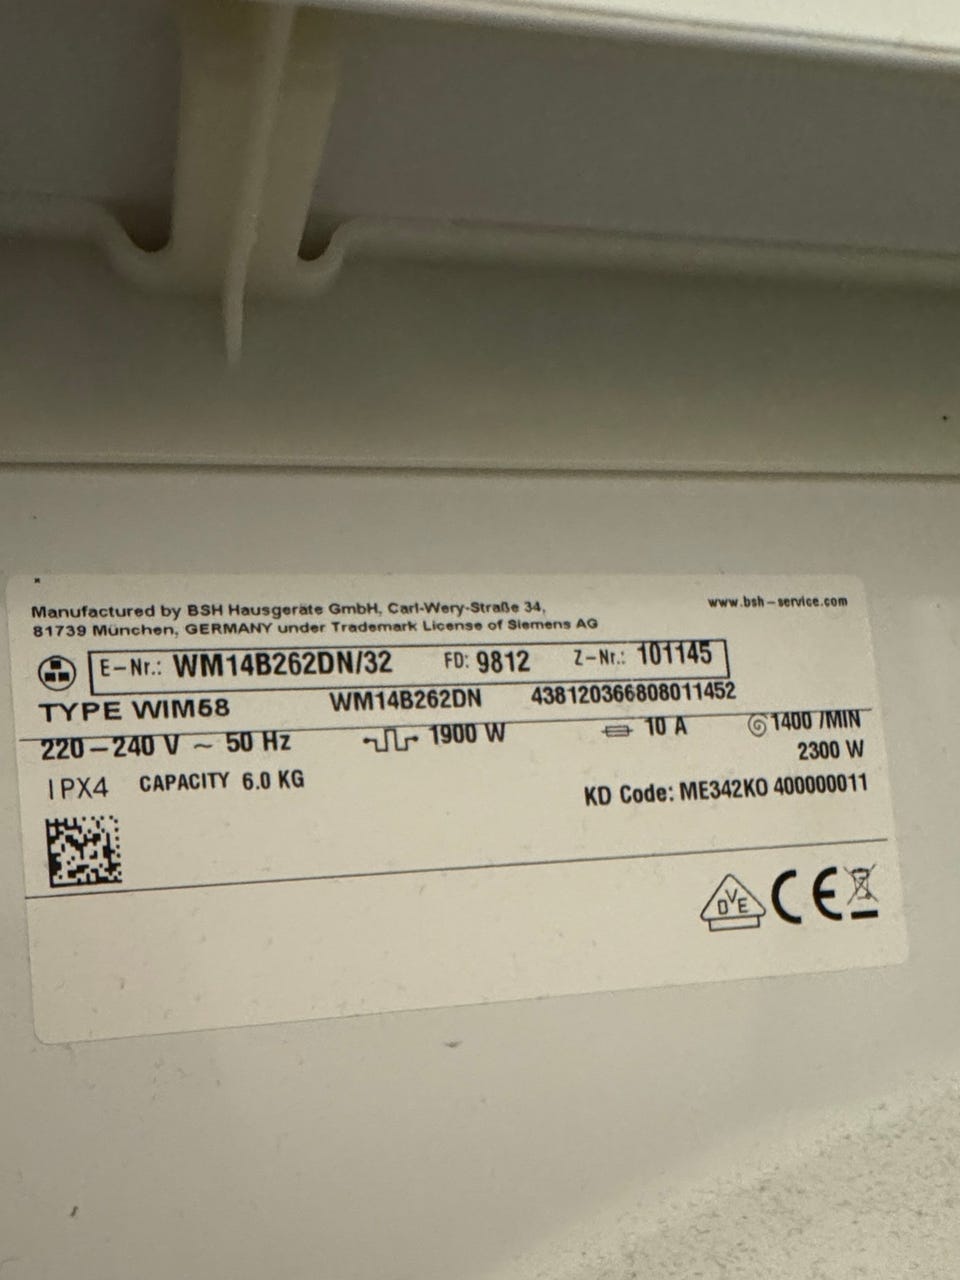 Manufactured by BSH Hausgeräte GmbH, Carl-Wery-Straße 34,
81739 München, GERMANY under Trademark License of Siemens AG
www.bsh-service.com
E-Nr.: WM14B262DN/32 FD: 9812 Z-Nr.: 101145
TYPE WIM58 WM14B262DN 438120366808011452
220-240 V ~ 50 Hz 1900 W 10 A 1400 /MIN
2300 W
IPX4 CAPACITY 6.0 KG
KD Code: ME342KO 400000011
DVE CE